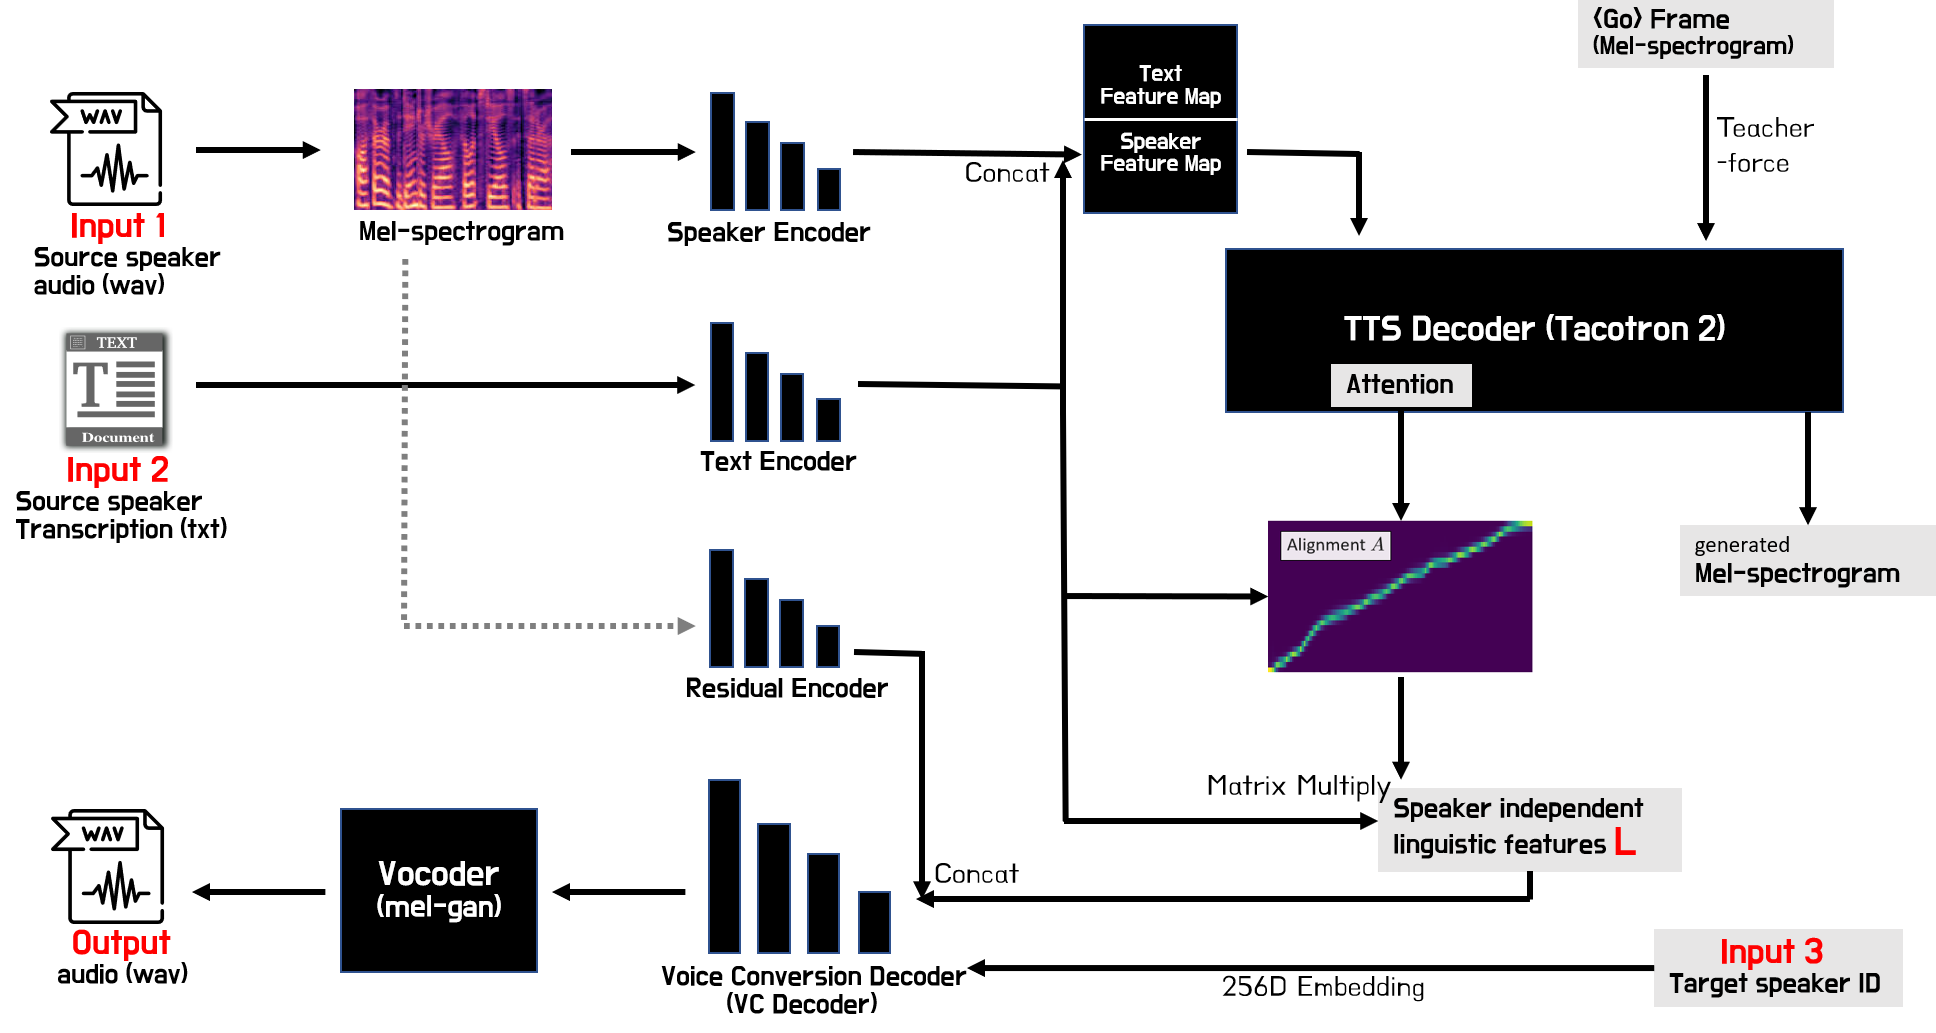 〈Go〉 Frame
(Mel-spectrogram)
Teacher
-force
WAV
Input 1
Source speaker
audio (wav)
Mel-spectrogram
Speaker Encoder
Concat
Text
Feature Map
Speaker
Feature Map
TTS Decoder (Tacotron 2)
Attention
TEXT
T
Document
Input 2
Source speaker
Transcription (txt)
Text Encoder
Alignment A
generated
Mel-spectrogram
Residual Encoder
Matrix Multiply
Speaker independent
linguistic features L
Concat
WAV
Output
audio (wav)
Vocoder
(mel-gan)
Voice Conversion Decoder
(VC Decoder)
256D Embedding
Input 3
Target speaker ID